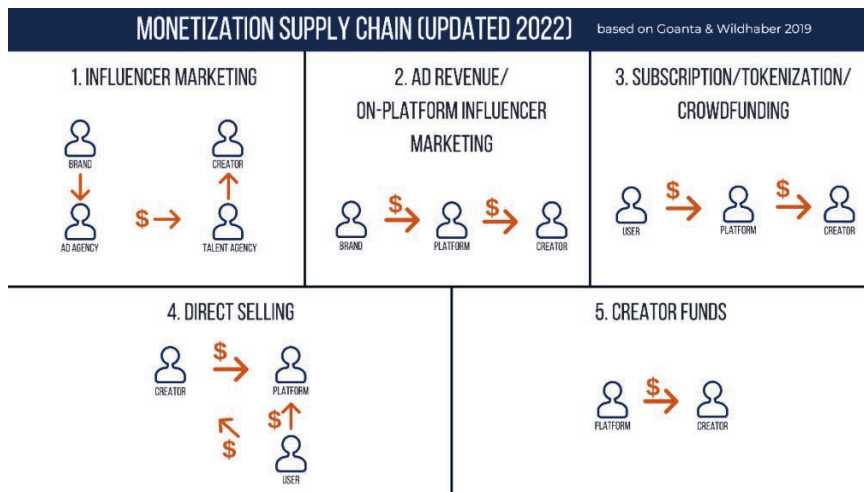 MONETIZATION SUPPLY CHAIN (UPDATED 2022) based on Goanta & Wildhaber 2019
1. INFLUENCER MARKETING
BRAND
CREATOR
$
AD AGENCY
TALENT AGENCY
2. AD REVENUE/
ON-PLATFORM INFLUENCER
MARKETING
$ $
BRAND PLATFORM CREATOR
3. SUBSCRIPTION/TOKENIZATION/
CROWDFUNDING
$ $
USER PLATFORM CREATOR
4. DIRECT SELLING
$
CREATOR PLATFORM
$
$
USER
5. CREATOR FUNDS
$
PLATFORM CREATOR